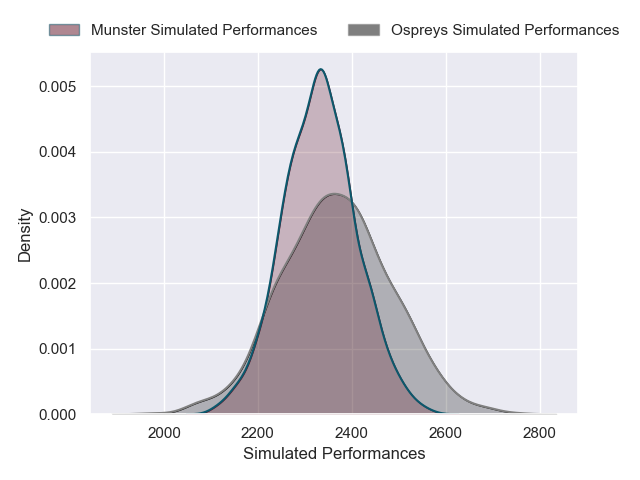 Munster Simulated Performances Ospreys Simulated Performances
0.005
0.004
0.003
0.002
0.001
0.000
Density
2000 2200 2400 2600 2800
Simulated Performances